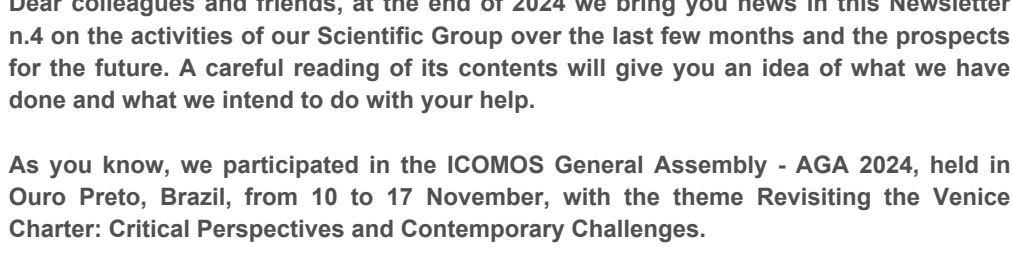 Dear colleagues and friends, at the end of 2024 we bring you news in this Newsletter
n.4 on the activities of our Scientific Group over the last few months and the prospects
for the future. A careful reading of its contents will give you an idea of what we have
done and what we intend to do with your help.
As you know, we participated in the ICOMOS General Assembly - AGA 2024, held in
Ouro Preto, Brazil, from 10 to 17 November, with the theme Revisiting the Venice
Charter: Critical Perspectives and Contemporary Challenges.